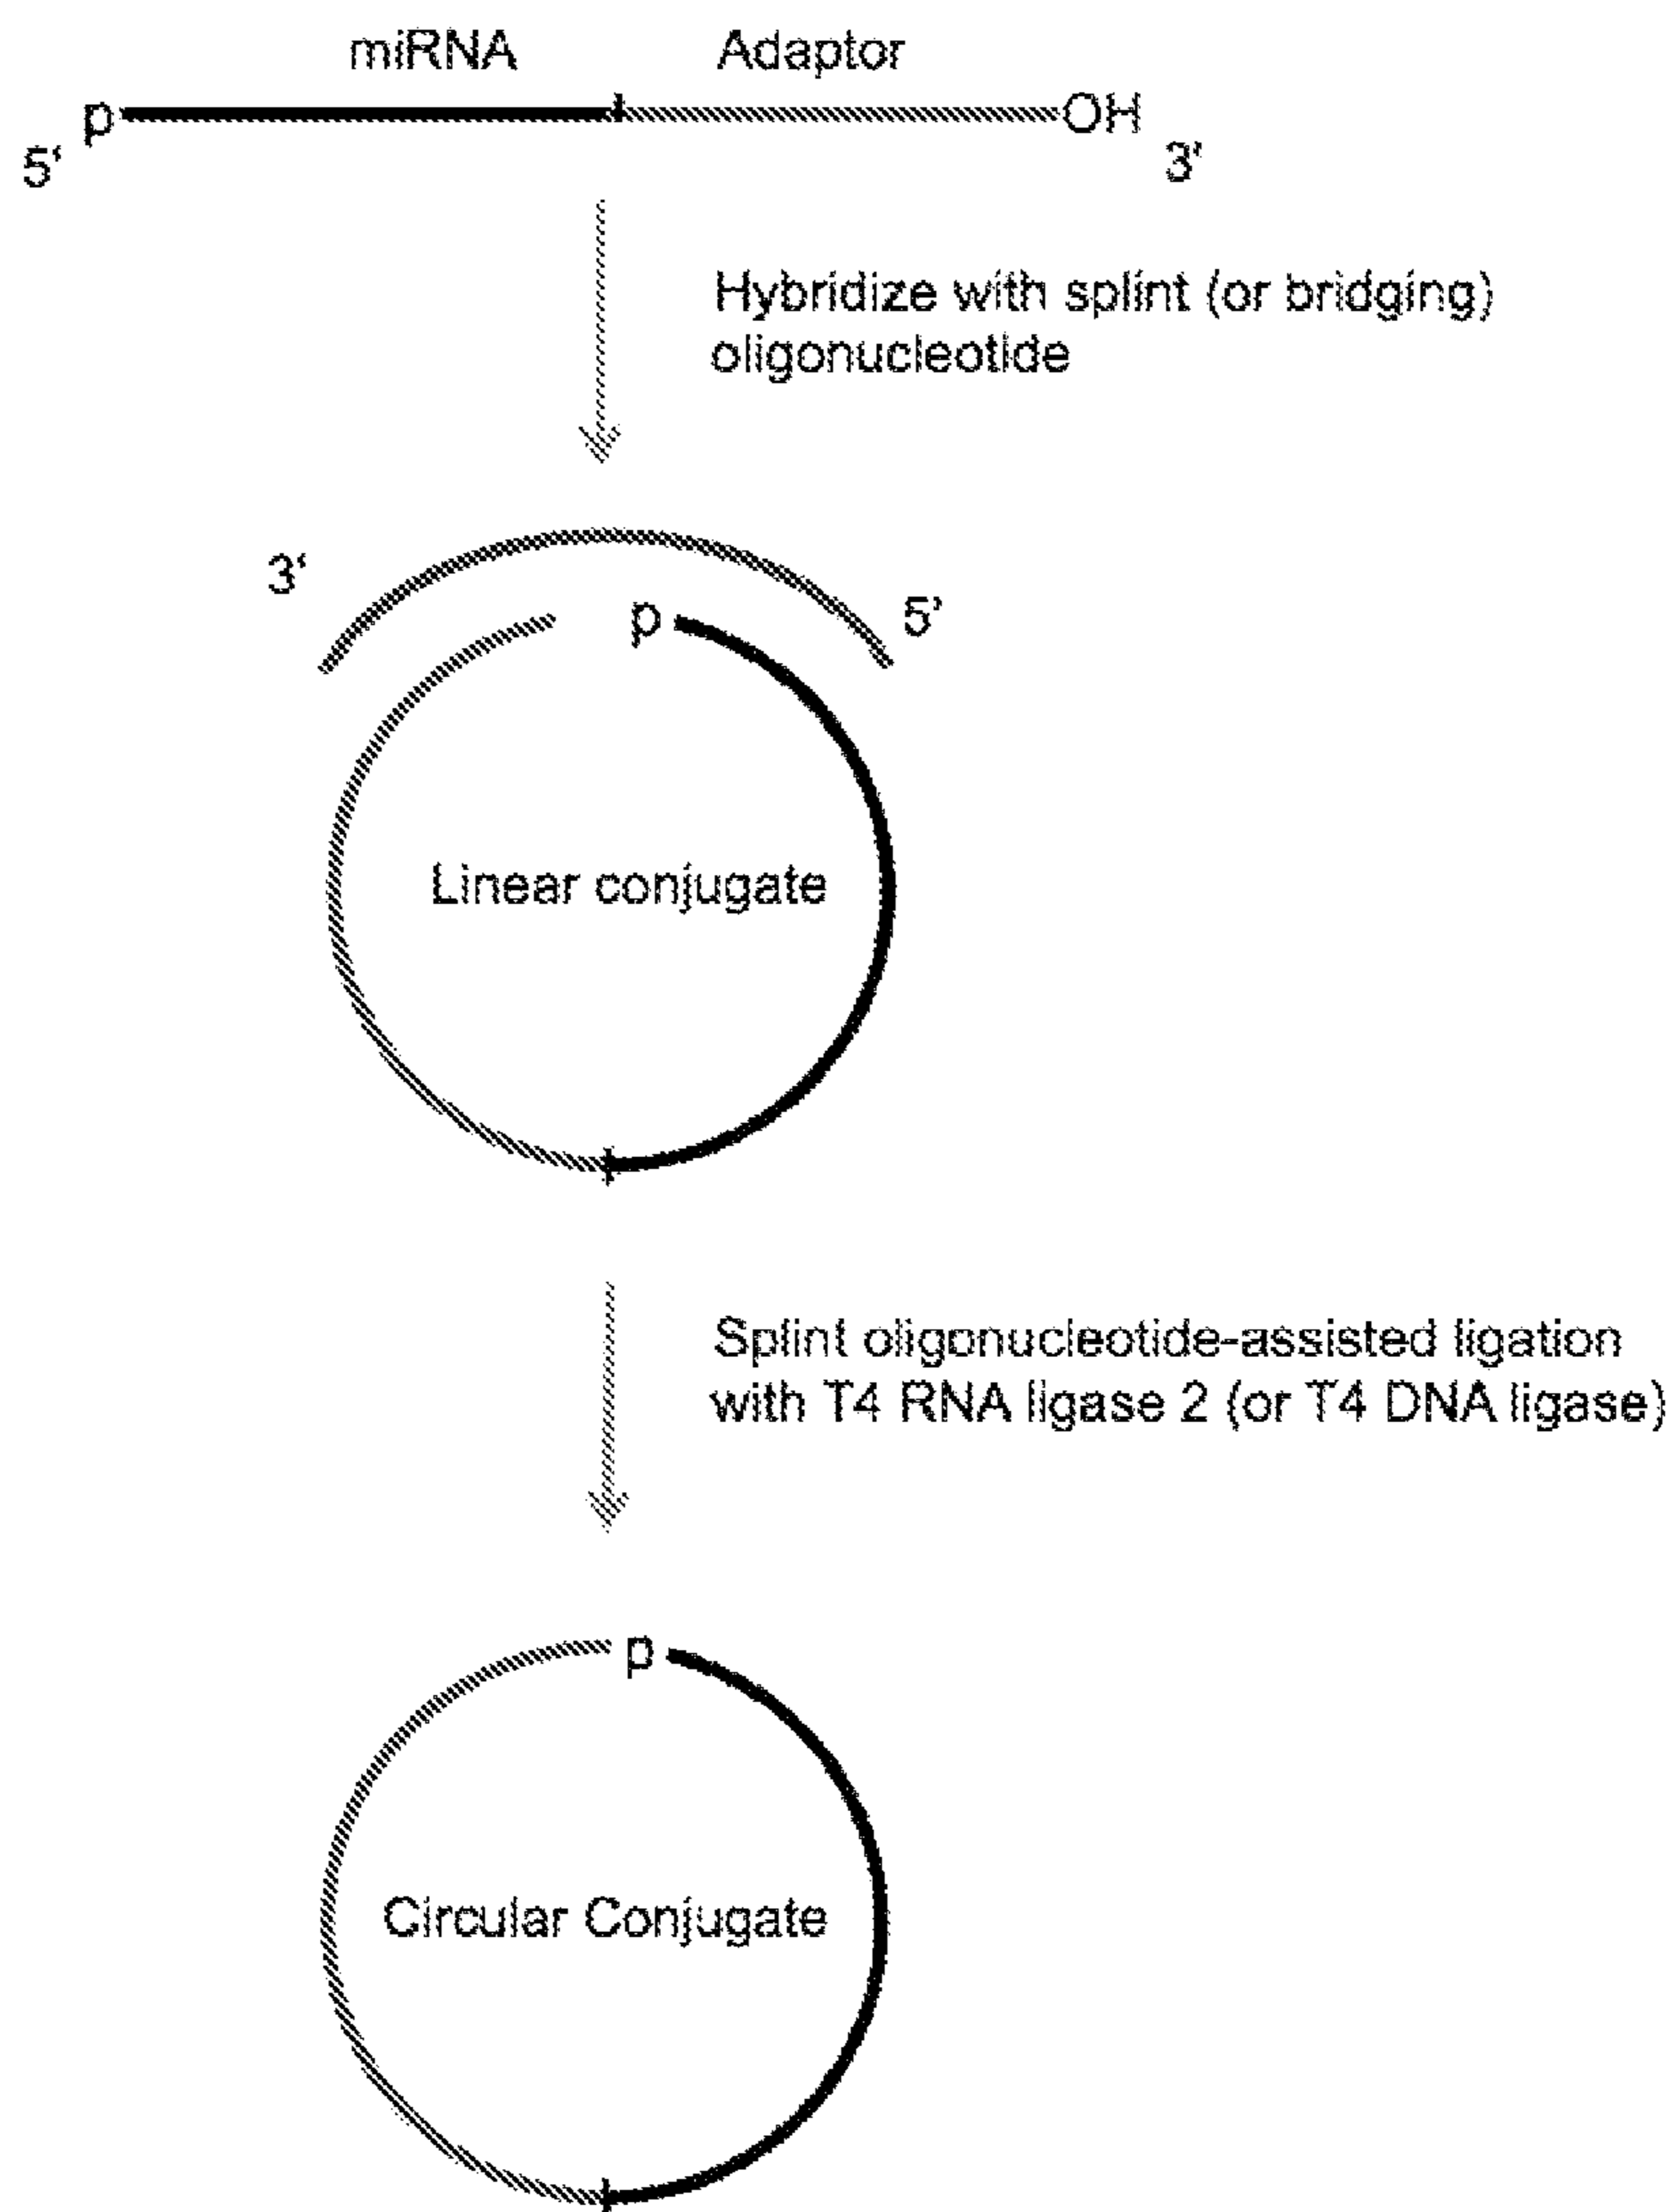 miRNA Adaptor
p OH
5' 3'
Hybridize with splint (or bridging)
oligonucleotide
3' p 5'
Linear conjugate
Splint oligonucleotide-assisted ligation
with T4 RNA ligase 2 (or T4 DNA ligase)
p
Circular Conjugate